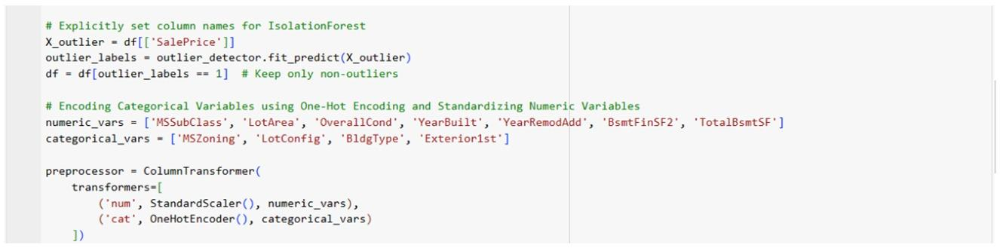 # Explicitly set column names for IsolationForest
X_outlier = df[['SalePrice']]
outlier_labels = outlier_detector.fit_predict(X_outlier)
df = df[outlier_labels == 1]  # Keep only non-outliers
# Encoding Categorical Variables using One-Hot Encoding and Standardizing Numeric Variables
numeric_vars = ['MSSubClass', 'LotArea', 'OverallCond', 'YearBuilt', 'YearRemodAdd', 'BsmtFinSF2', 'TotalBsmtSF']
categorical_vars = ['MSZoning', 'LotConfig', 'BldgType', 'Exterior1st']
preprocessor = ColumnTransformer(
    transformers=[
        ('num', StandardScaler(), numeric_vars),
        ('cat', OneHotEncoder(), categorical_vars)
    ])